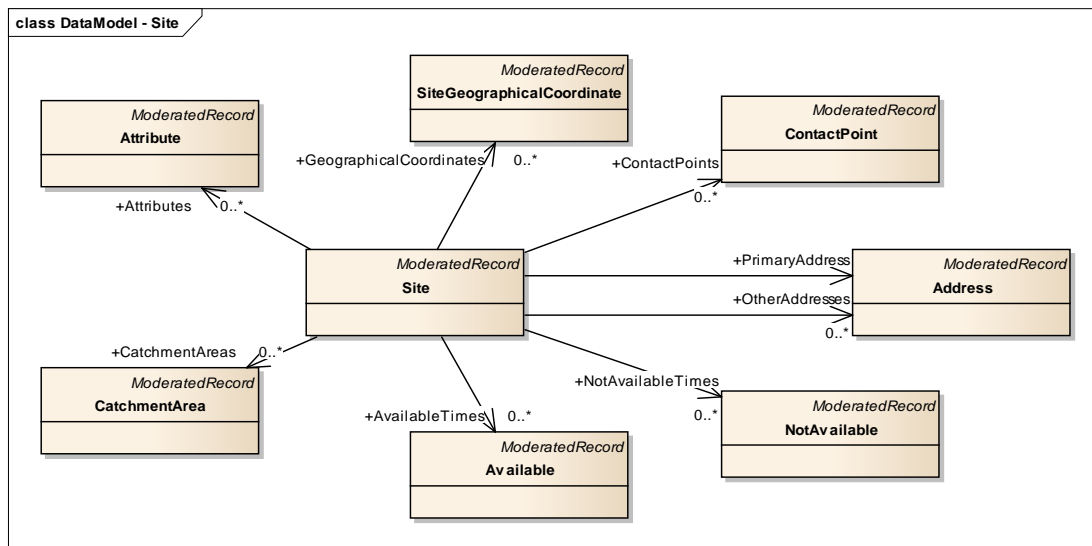 class DataModel - Site
ModeratedRecord
SiteGeographicalCoordinate
ModeratedRecord
Attribute
ModeratedRecord
ContactPoint
+GeographicalCoordinates
0..*
+ContactPoints
0..*
+Attributes
0..*
ModeratedRecord
Site
+PrimaryAddress
+OtherAddresses
0..*
ModeratedRecord
Address
+CatchmentAreas
0..*
ModeratedRecord
CatchmentArea
+AvailableTimes
0..*
+NotAvailableTimes
0..*
ModeratedRecord
NotAvailable
ModeratedRecord
Available